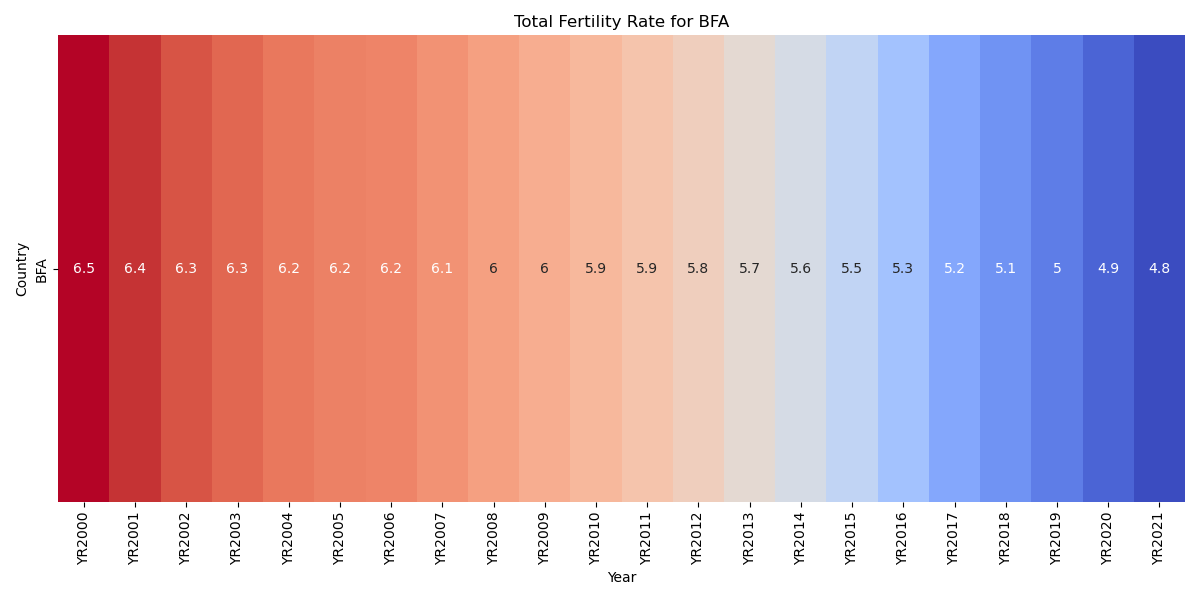 Total Fertility Rate for BFA
Country
BFA
6.5 6.4 6.3 6.3 6.2 6.2 6.2 6.1 6 6 5.9 5.9 5.8 5.7 5.6 5.5 5.3 5.2 5.1 5 4.9 4.8
YR2000 YR2001 YR2002 YR2003 YR2004 YR2005 YR2006 YR2007 YR2008 YR2009 YR2010 YR2011 YR2012 YR2013 YR2014 YR2015 YR2016 YR2017 YR2018 YR2019 YR2020 YR2021
Year